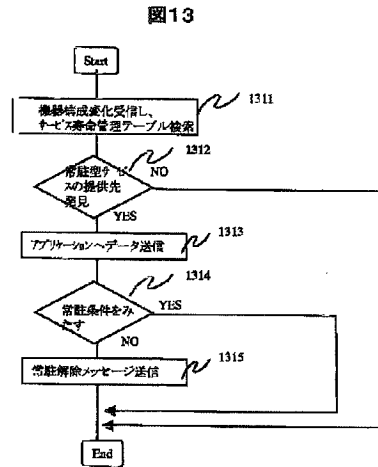 図13
Start
機器構成変化受信し、
サービス寿命管理テーブル検索
1311
1312
常駐型サービ
スの提供先
発見
NO
YES
アプリケーションへデータ送信
1313
1314
常駐条件をみ
たす
YES
NO
常駐解除メッセージ送信
1315
End